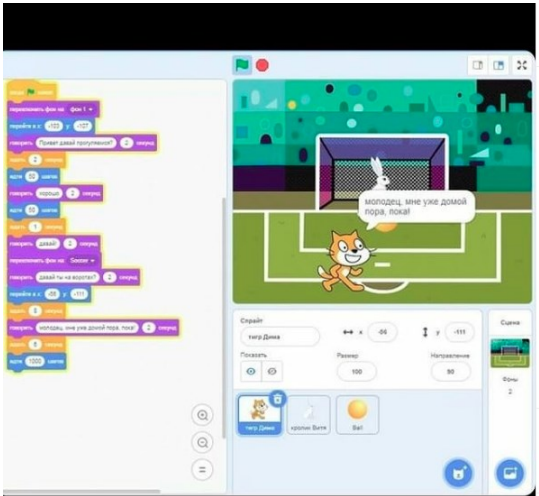 когда нажат
переключить фон на фон 1
перейти в x: -103 y: -107
говорить Привет давай прогуляемся? 2 секунд
ждать 2 секунд
идти 50 шагов
говорить хорошо 2 секунд
идти 50 шагов
ждать секунд
говорить давай! 2 секунд
переключить фон на Soccer
говорить давай ты на воротах? 2 секунд
перейти в x: -56 y: -111
ждать секунд
говорить молодец, мне уже домой пора, пока! 2 секунд
ждать секунд
идти 1000 шагов
молодец, мне уже домой
пора, пока!
Спрайт
тигр Дима
x
y -111
Показать
Размер
100
Направление
90
тигр Дима
кролик Витя
Ball
Сцена
Фоны
2